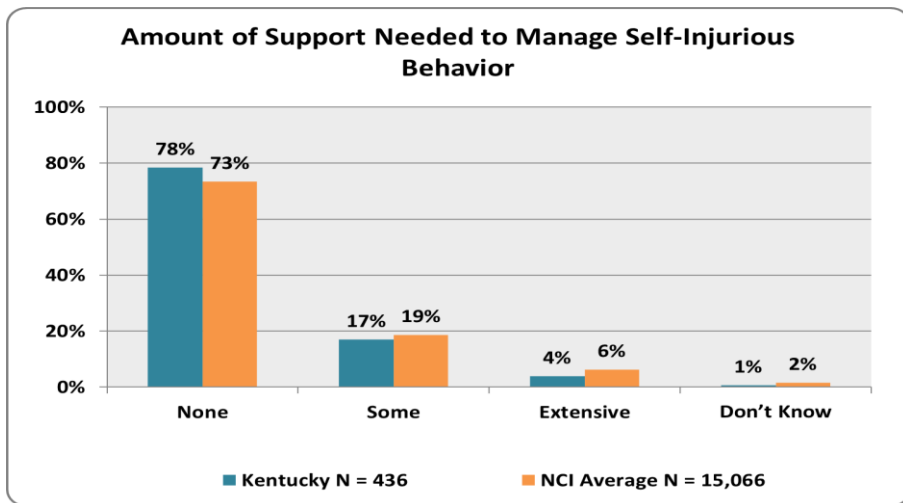 Amount of Support Needed to Manage Self-Injurious
Behavior
100%
80%
60%
40%
20%
0%
78%
73%
17%
19%
4%
6%
1%
2%
None
Some
Extensive
Don’t Know
Kentucky N = 436
NCI Average N = 15,066